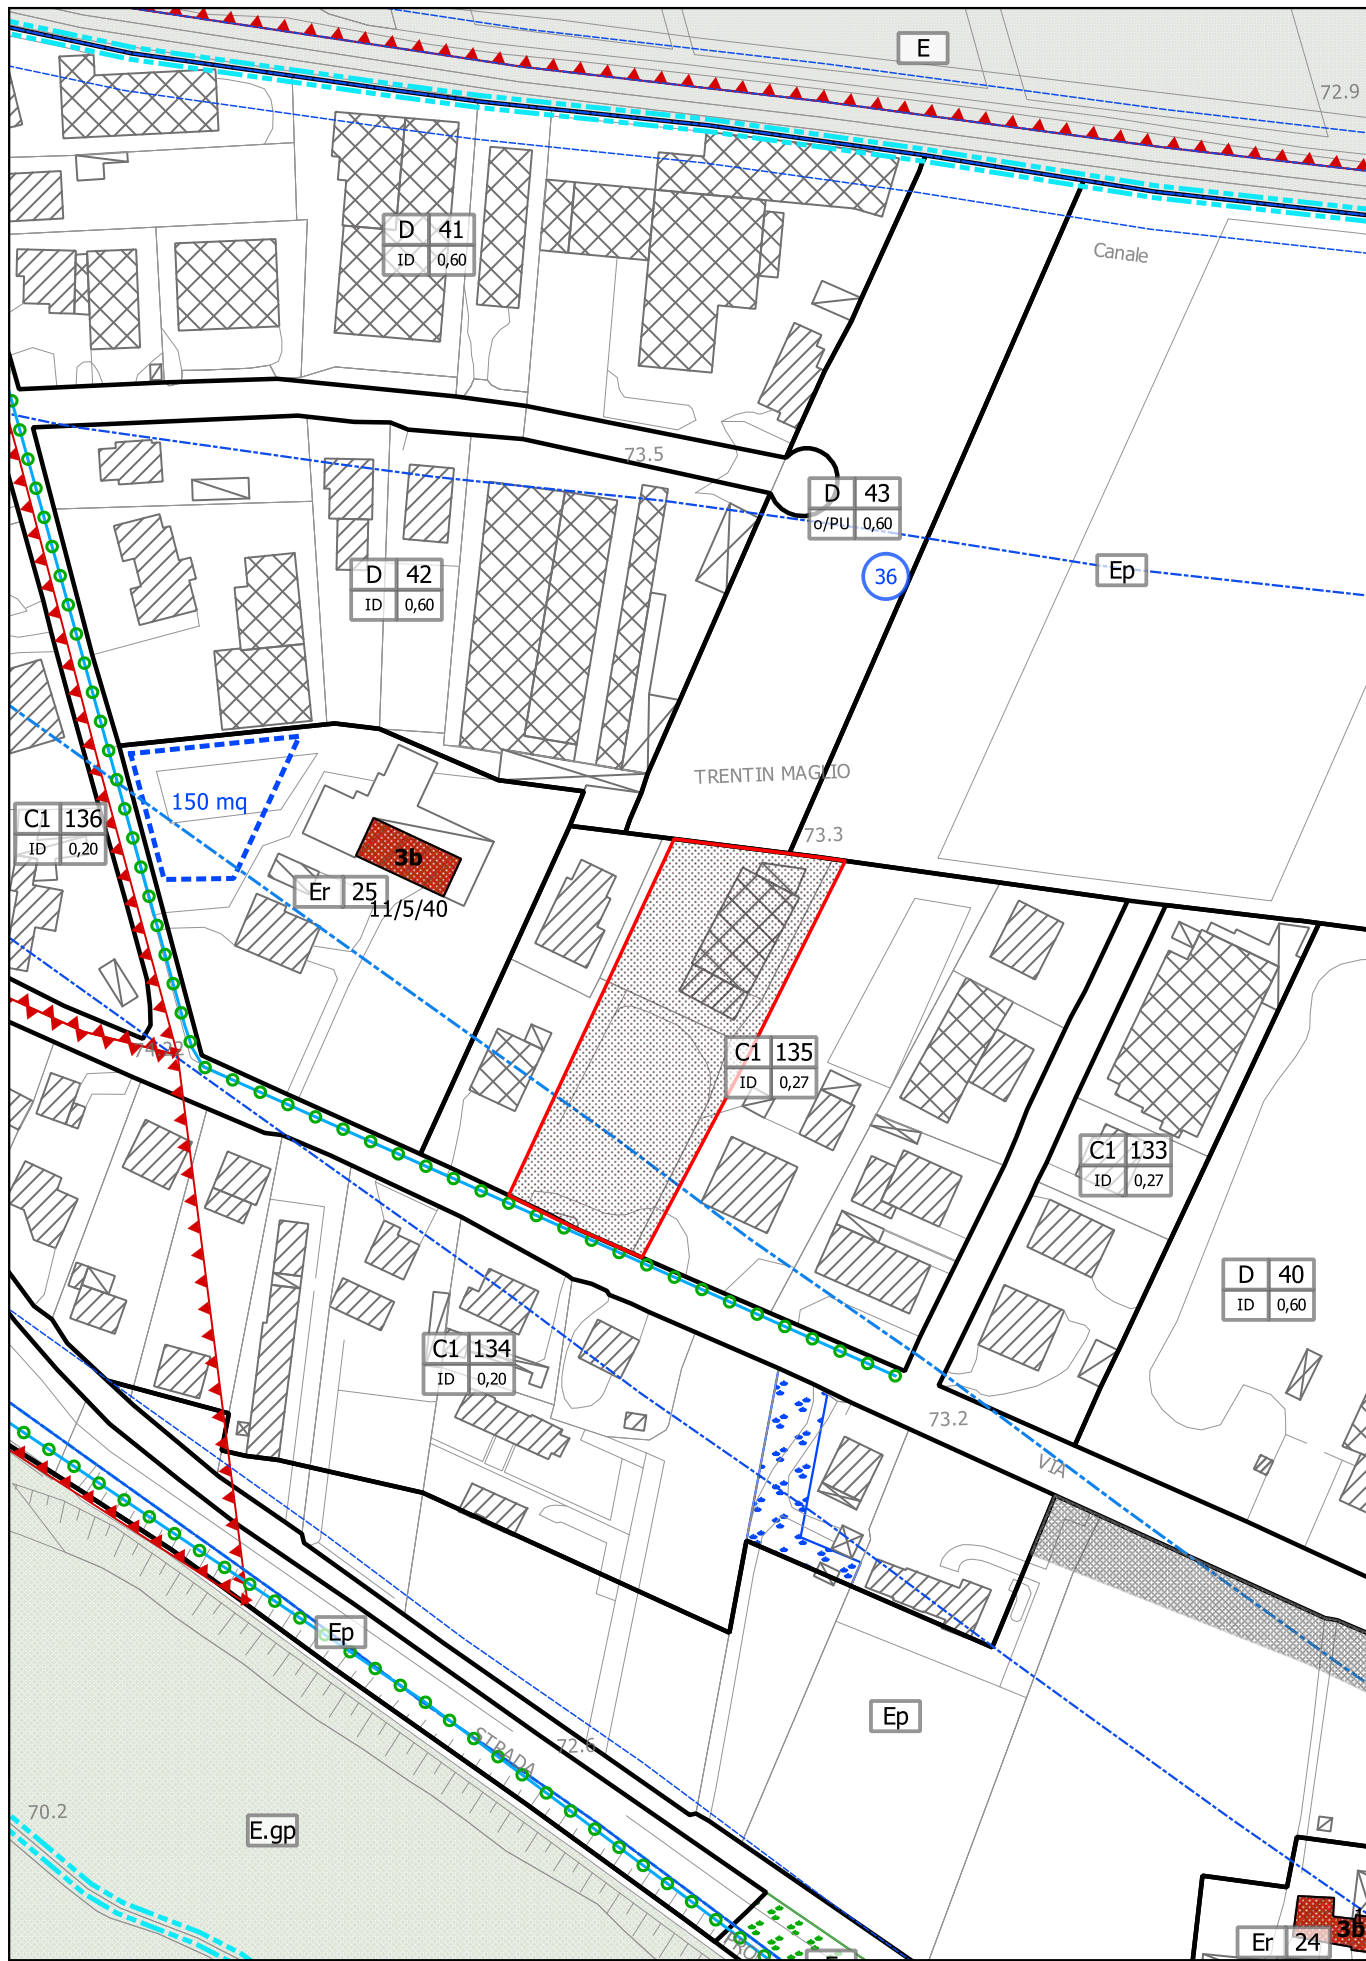 E
72.9
D 41
ID 0,60
Canale
73.5
D 43
o/PU 0,60
36
Ep
D 42
ID 0,60
TRENTIN MAGLIO
150 mq
C1 136
ID 0,20
73.3
3b
Er 25
11/5/40
74.22
C1 135
ID 0,27
C1 133
ID 0,27
D 40
ID 0,60
C1 134
ID 0,20
73.2
VIA
Ep
Ep
STRADA
72.6
70.2
E.gp
3b
Er 24